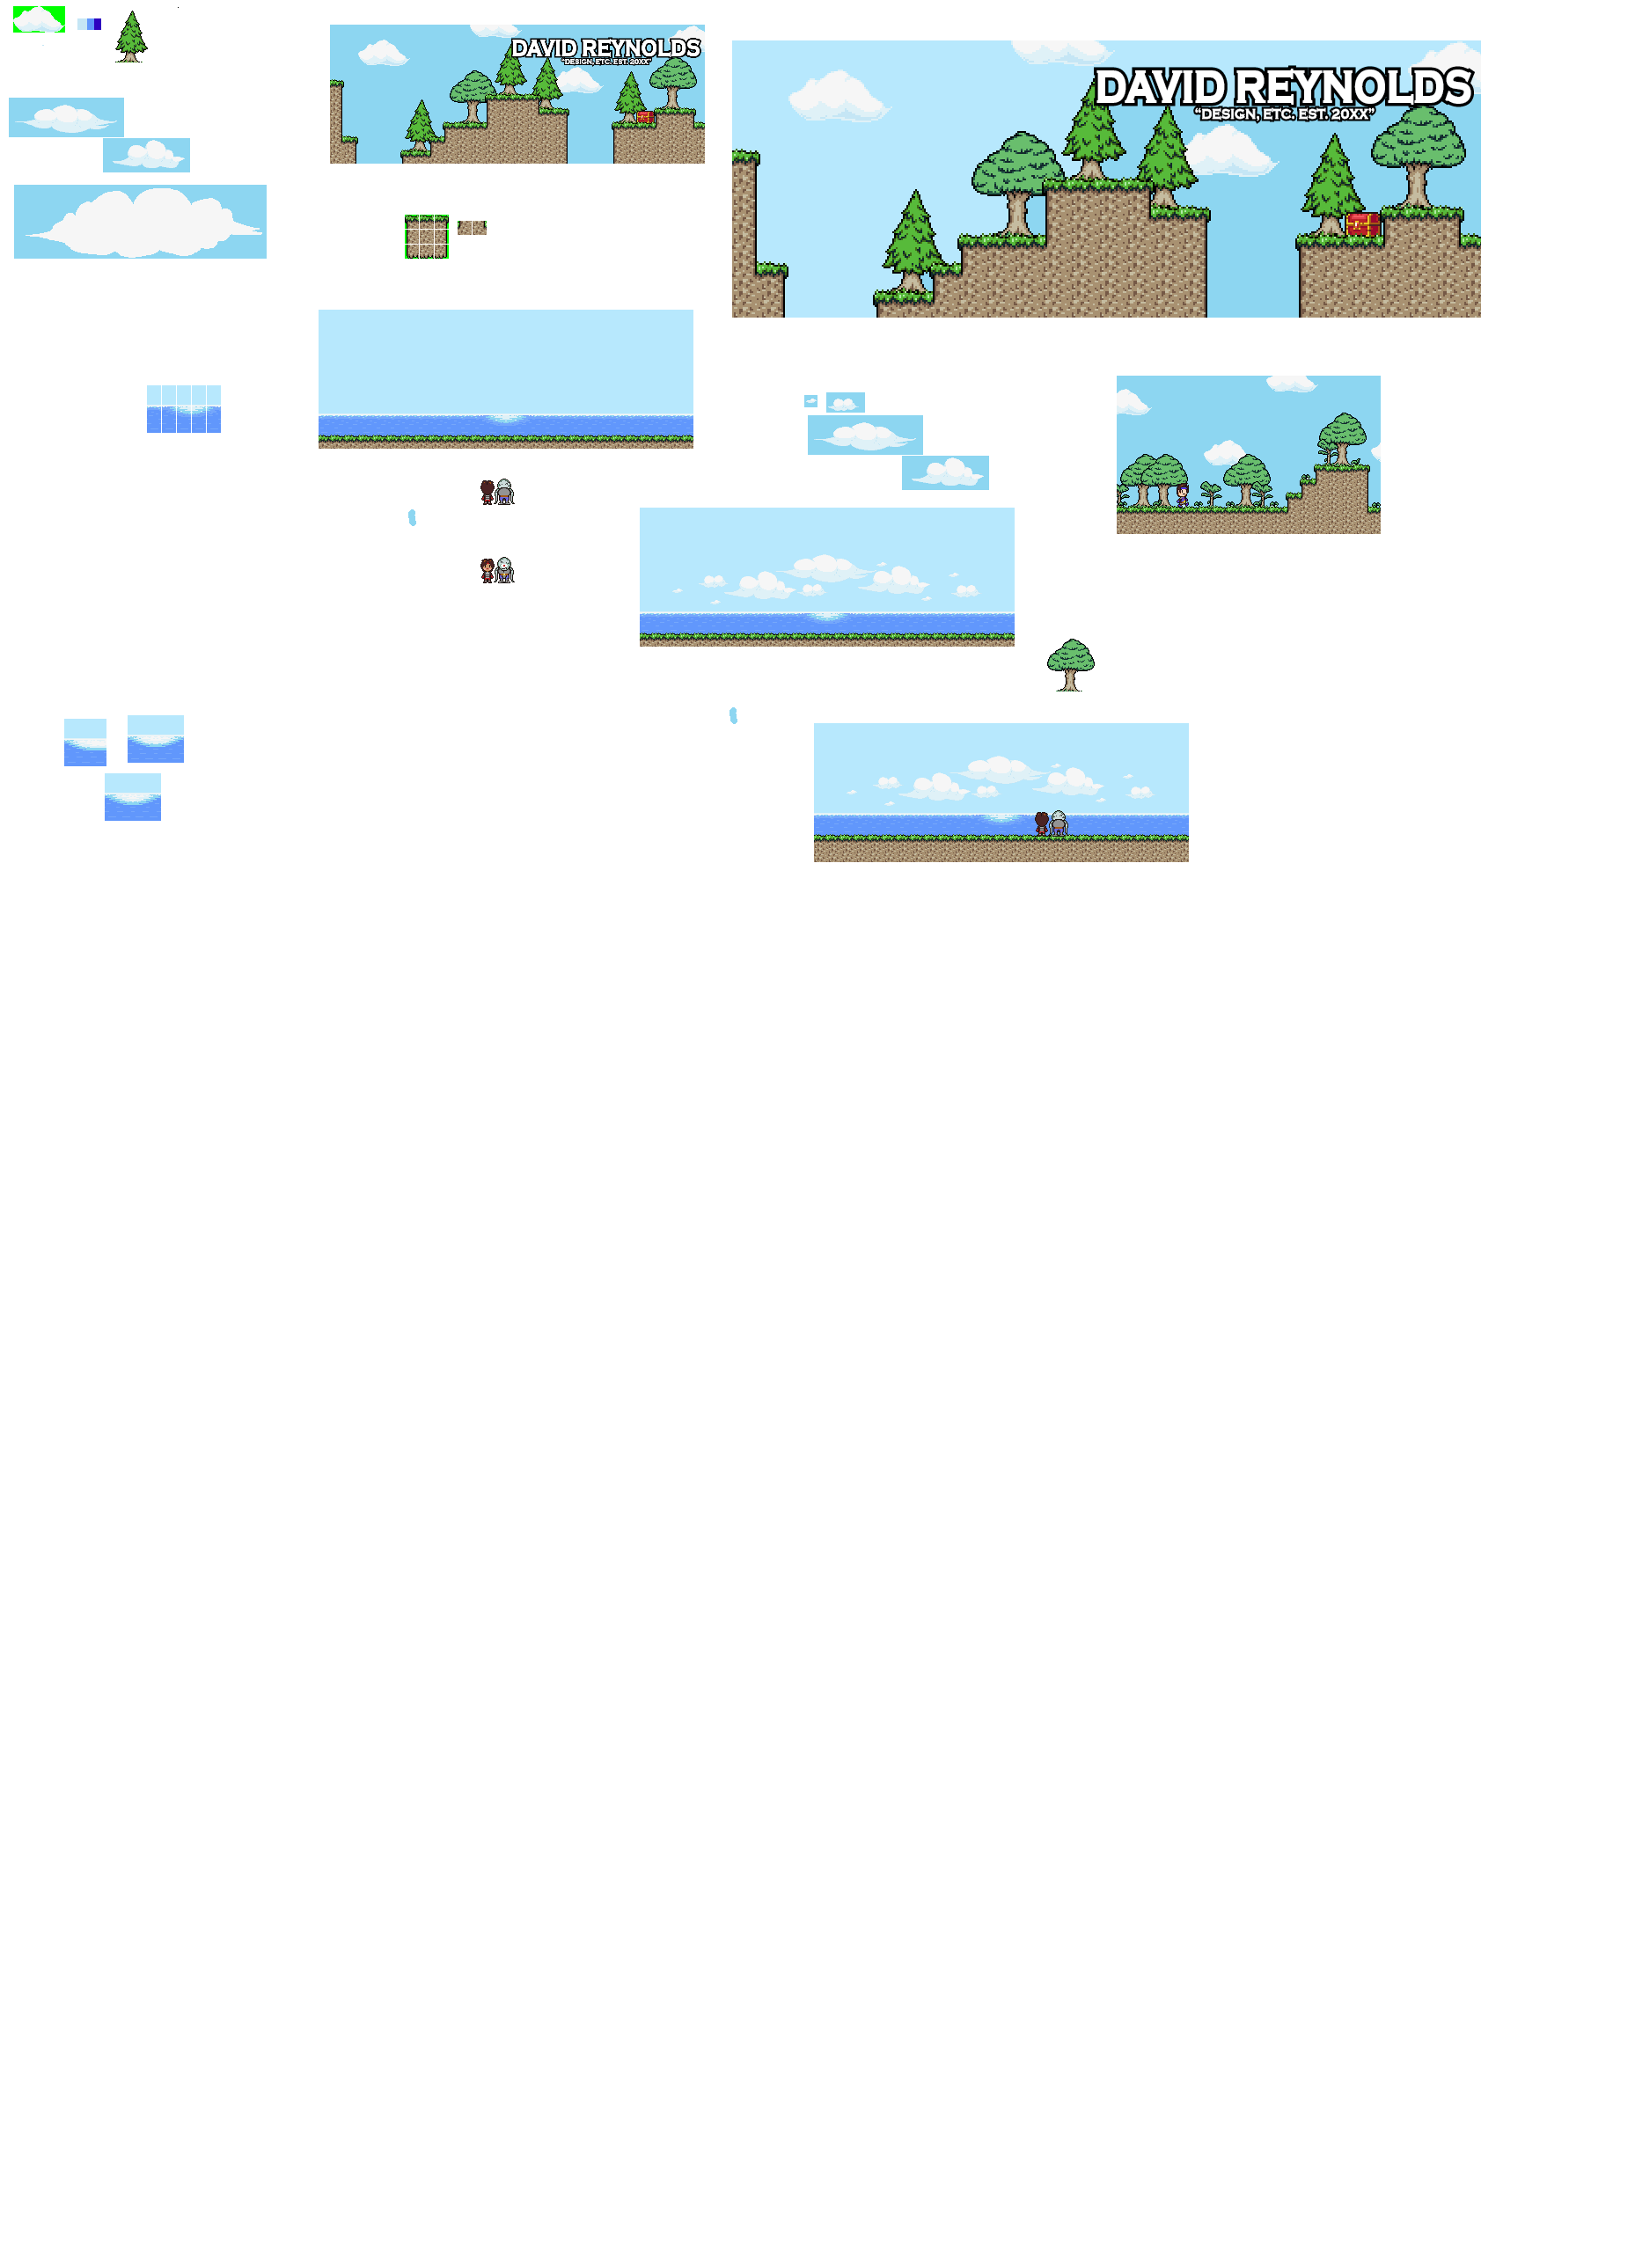 DAVID REYNOLDS
“DESIGN, ETC. EST. 20XX”
DAVID REYNOLDS
“DESIGN, ETC. EST. 20XX”